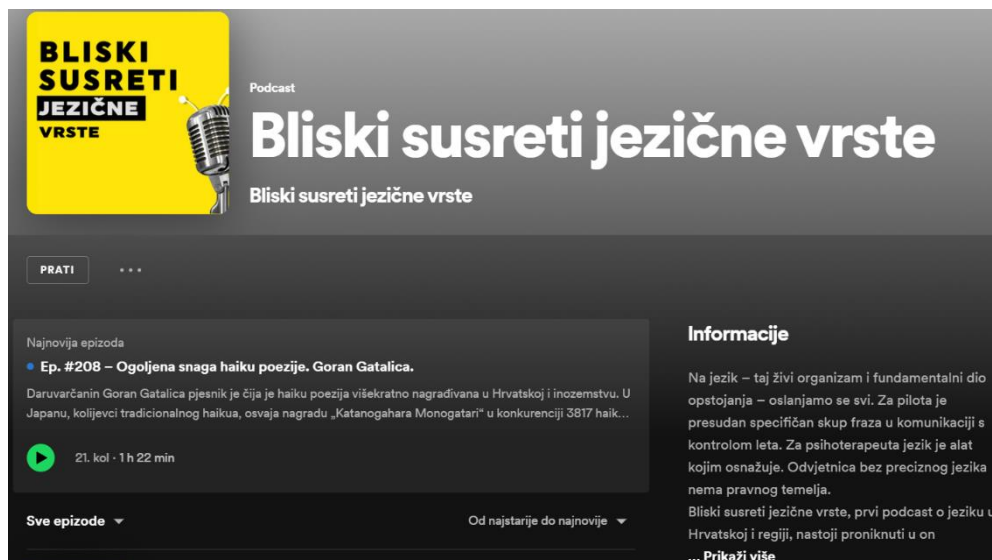 BLISKI
SUSRETI
JEZIČNE
VRSTE
Podcast
Bliski susreti jezične vrste
Bliski susreti jezične vrste
PRATI
Najnovija epizoda
Ep. #208 – Ogoljena snaga haiku poezije. Goran Gatalica.
Daruvarčanin Goran Gatalica pjesnik je čija je haiku poezija višekratno nagrađivana u Hrvatskoj i inozemstvu. U
Japanu, kolijevci tradicionalnog haikua, osvaja nagradu „Katanogahara Monogatari“ u konkurenciji 3817 haik...
21. kol · 1 h 22 min
Sve epizode
Od najstarije do najnovije
Informacije
Na jezik – taj živi organizam i fundamentalni dio
opstojanja – oslanjamo se svi. Za pilota je
presudan specifičan skup fraza u komunikaciji s
kontrolom leta. Za psihoterapeuta jezik je alat
kojim osnažuje. Odvjetnica bez preciznog jezika
nema pravnog temelja.
Bliski susreti jezične vrste, prvi podcast o jeziku u
Hrvatskoj i regiji, nastoji proniknuti u on
... Prikaži više